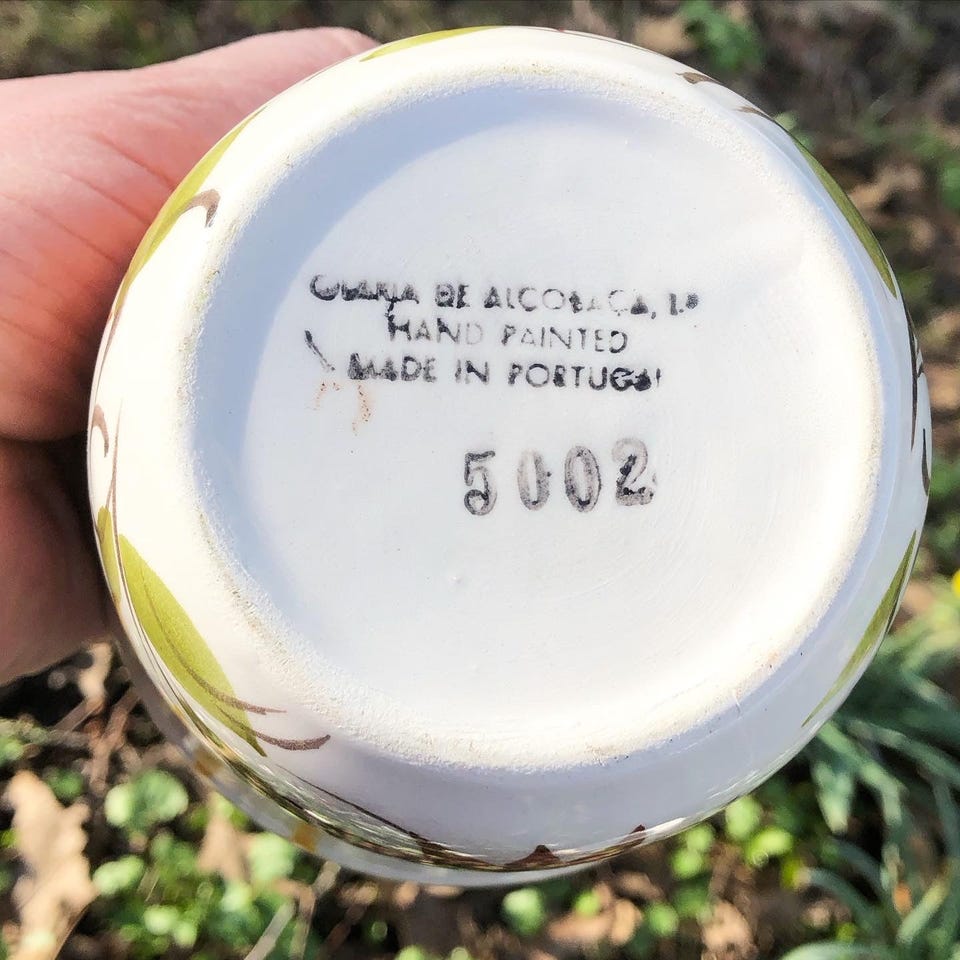 OLARIA DE ALCOBAÇA, Lᴰᴬ
HAND PAINTED
MADE IN PORTUGAL
5002